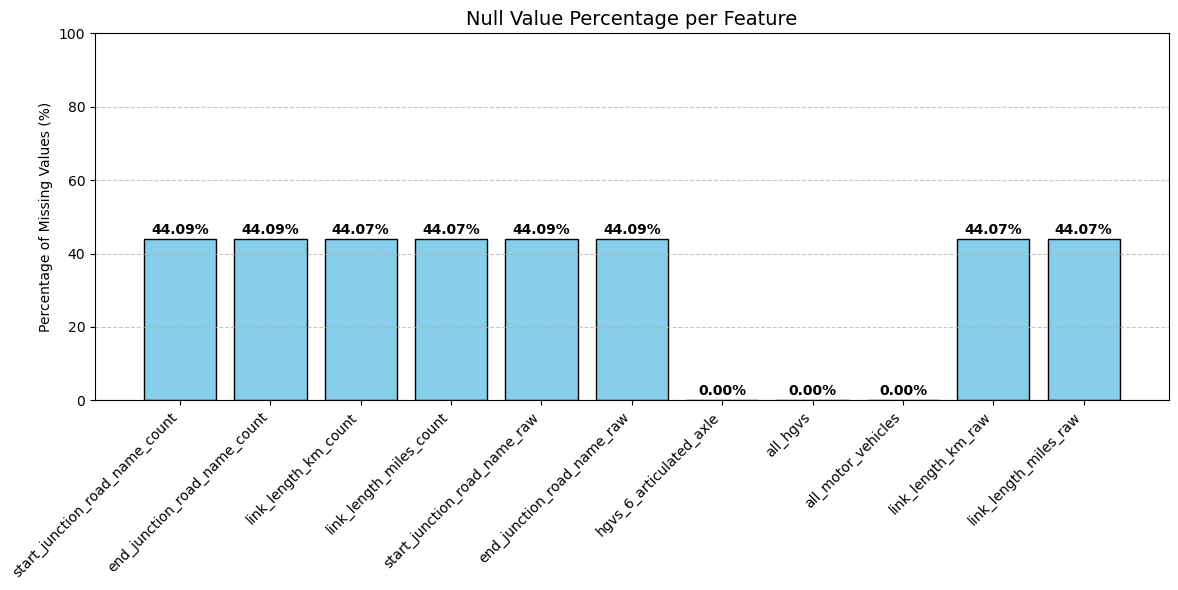 Null Value Percentage per Feature
Percentage of Missing Values (%)
100
80
60
40
20
0
44.09%
44.09%
44.07%
44.07%
44.09%
44.09%
0.00%
0.00%
0.00%
44.07%
44.07%
start_junction_road_name_count
end_junction_road_name_count
link_length_km_count
link_length_miles_count
start_junction_road_name_raw
end_junction_road_name_raw
hgvs_6_articulated_axle
all_hgvs
all_motor_vehicles
link_length_km_raw
link_length_miles_raw